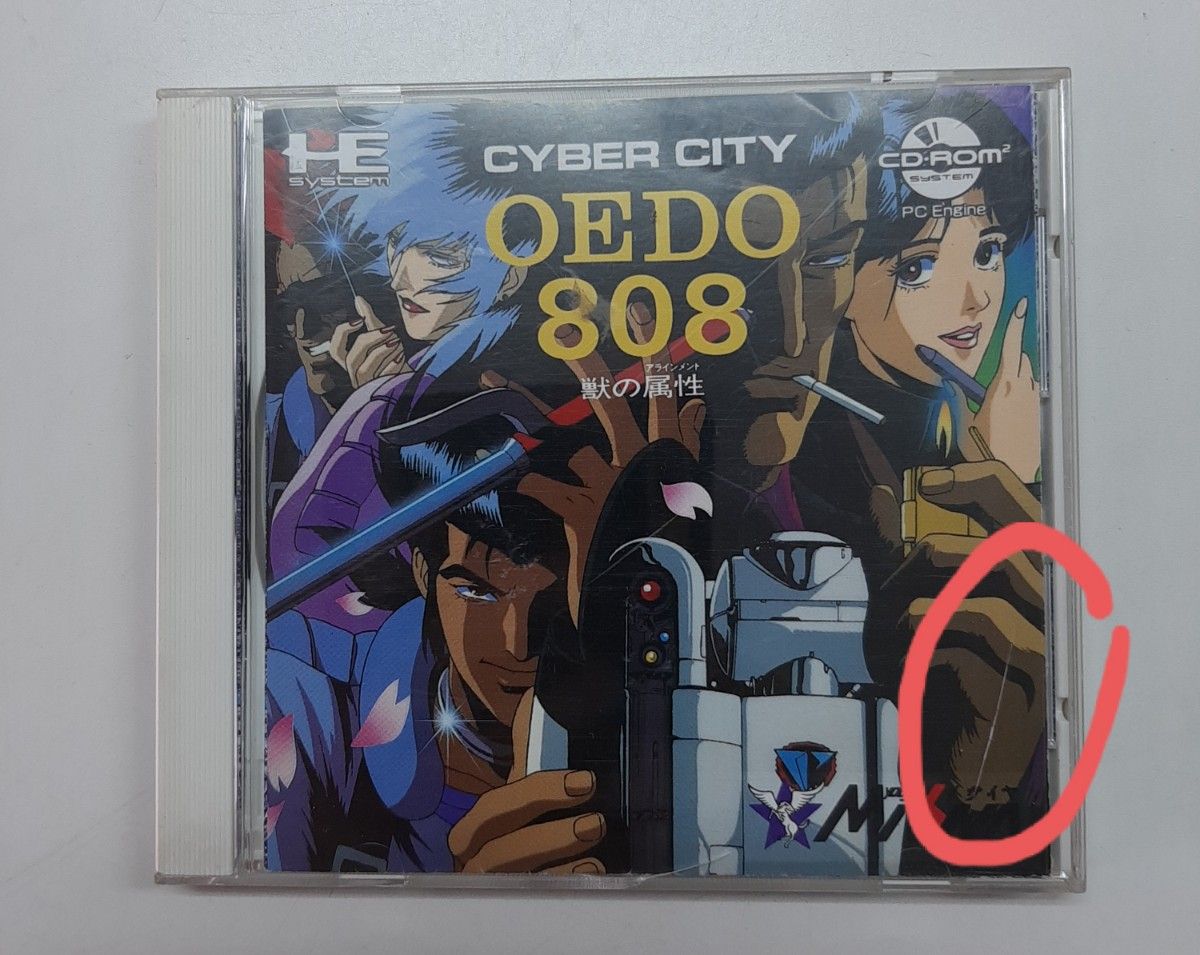 HE
system
CYBER CITY
OEDO
808
アラインメント
獣の属性
CD-ROM²
SYSTEM
PC Engine